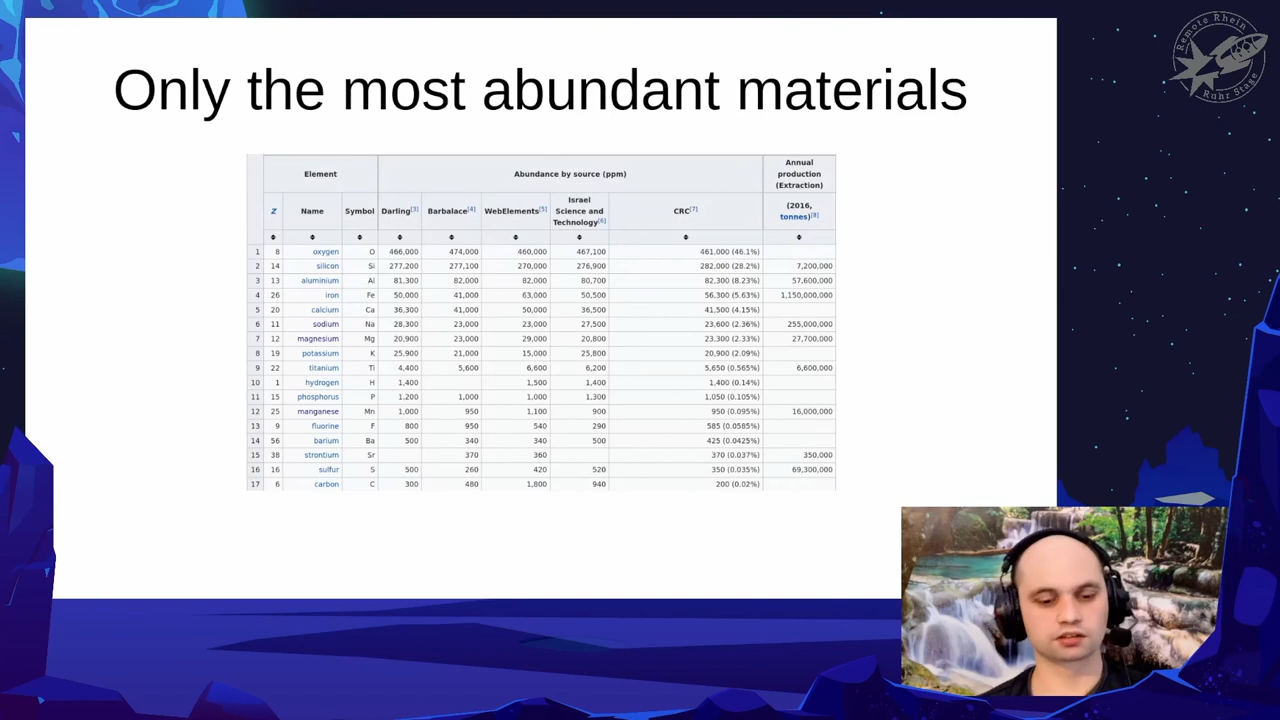 Remote Rhein
Ruhr Stage
Only the most abundant materials
Element Abundance by source (ppm) Annual production (Extraction)
Z Name Symbol Darling[3] Barbalace[4] WebElements[5] Israel Science and Technology[6] CRC[7] (2016, tonnes)[8]
1 8 oxygen O 466,000 474,000 460,000 467,100 461,000 (46.1%)
2 14 silicon Si 277,200 277,100 270,000 276,900 282,000 (28.2%) 7,200,000
3 13 aluminium Al 81,300 82,000 82,000 80,700 82,300 (8.23%) 57,600,000
4 26 iron Fe 50,000 41,000 63,000 50,500 56,300 (5.63%) 1,150,000,000
5 20 calcium Ca 36,300 41,000 50,000 36,500 41,500 (4.15%)
6 11 sodium Na 28,300 23,000 23,000 27,500 23,600 (2.36%) 255,000,000
7 12 magnesium Mg 20,900 23,000 29,000 20,800 23,300 (2.33%) 27,700,000
8 19 potassium K 25,900 21,000 15,000 25,800 20,900 (2.09%)
9 22 titanium Ti 4,400 5,600 6,600 6,200 5,650 (0.565%) 6,600,000
10 1 hydrogen H 1,400 1,500 1,400 1,400 (0.14%)
11 15 phosphorus P 1,200 1,000 1,000 1,300 1,050 (0.105%)
12 25 manganese Mn 1,000 950 1,100 900 950 (0.095%) 16,000,000
13 9 fluorine F 800 950 540 290 585 (0.0585%)
14 56 barium Ba 500 340 340 500 425 (0.0425%)
15 38 strontium Sr 370 360 370 (0.037%) 350,000
16 16 sulfur S 500 260 420 520 350 (0.035%) 69,300,000
17 6 carbon C 300 480 1,800 940 200 (0.02%)